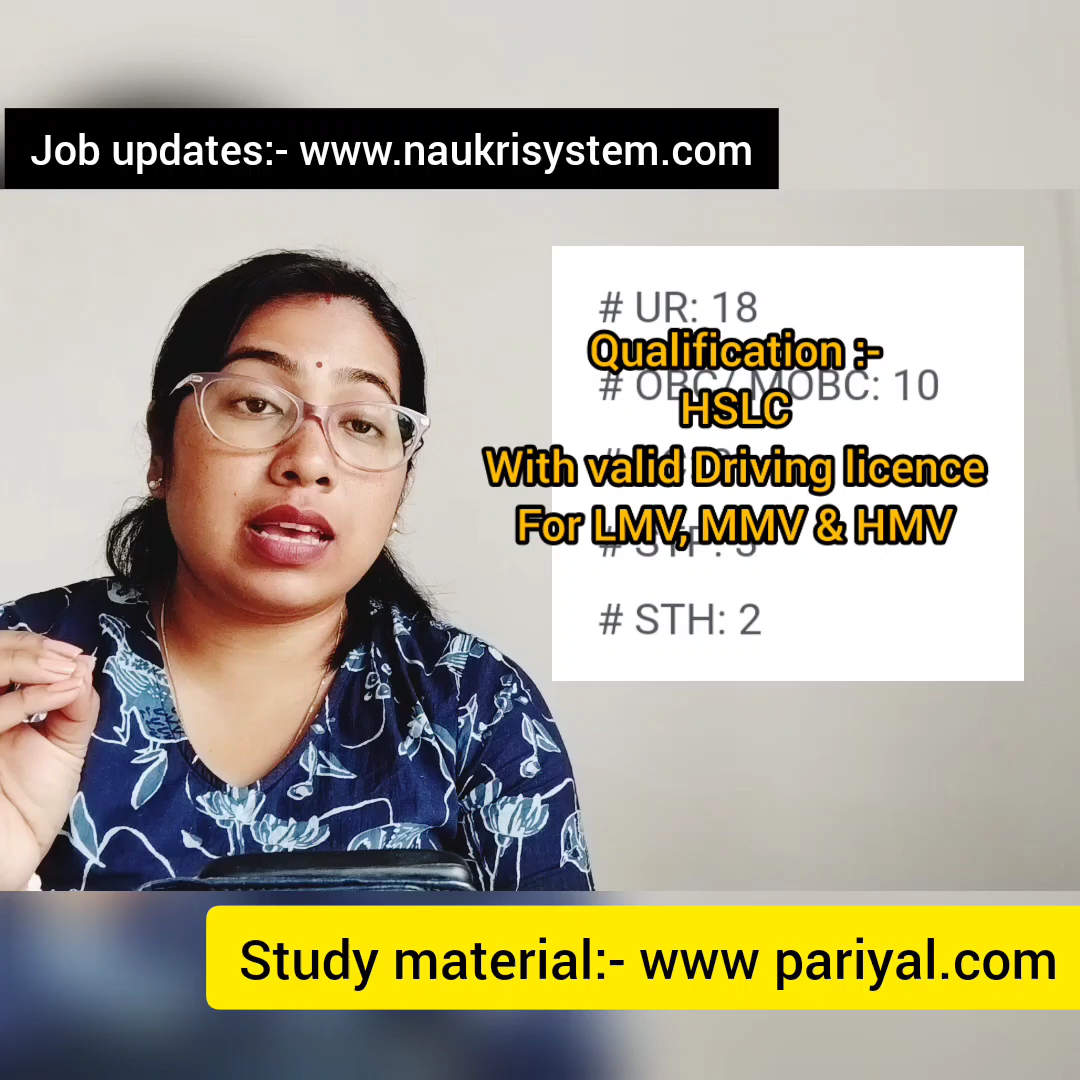 Job updates:- www.naukrisystem.com
# UR: 18
Qualification :-
# OBC/ MOBC: 10
HSLC
With valid Driving licence
For LMV, MMV & HMV
# STH: 2
Study material:- www pariyal.com